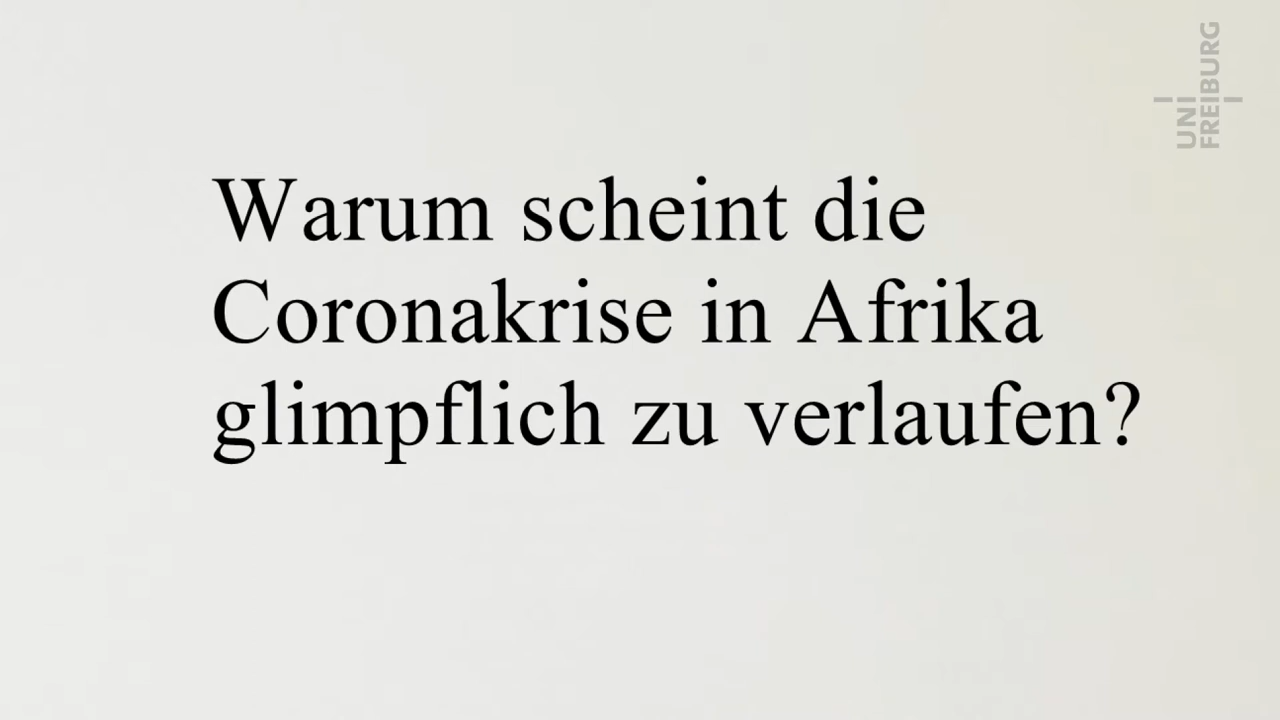 UNI
FREIBURG
Warum scheint die
Coronakrise in Afrika
glimpflich zu verlaufen?